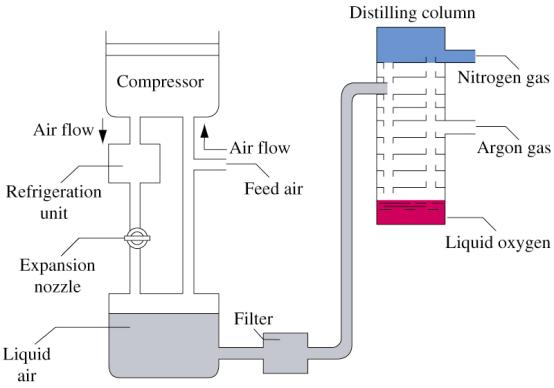 Distilling column
Compressor
Nitrogen gas
Air flow
Air flow
Argon gas
Feed air
Refrigeration
unit
Liquid oxygen
Expansion
nozzle
Filter
Liquid
air